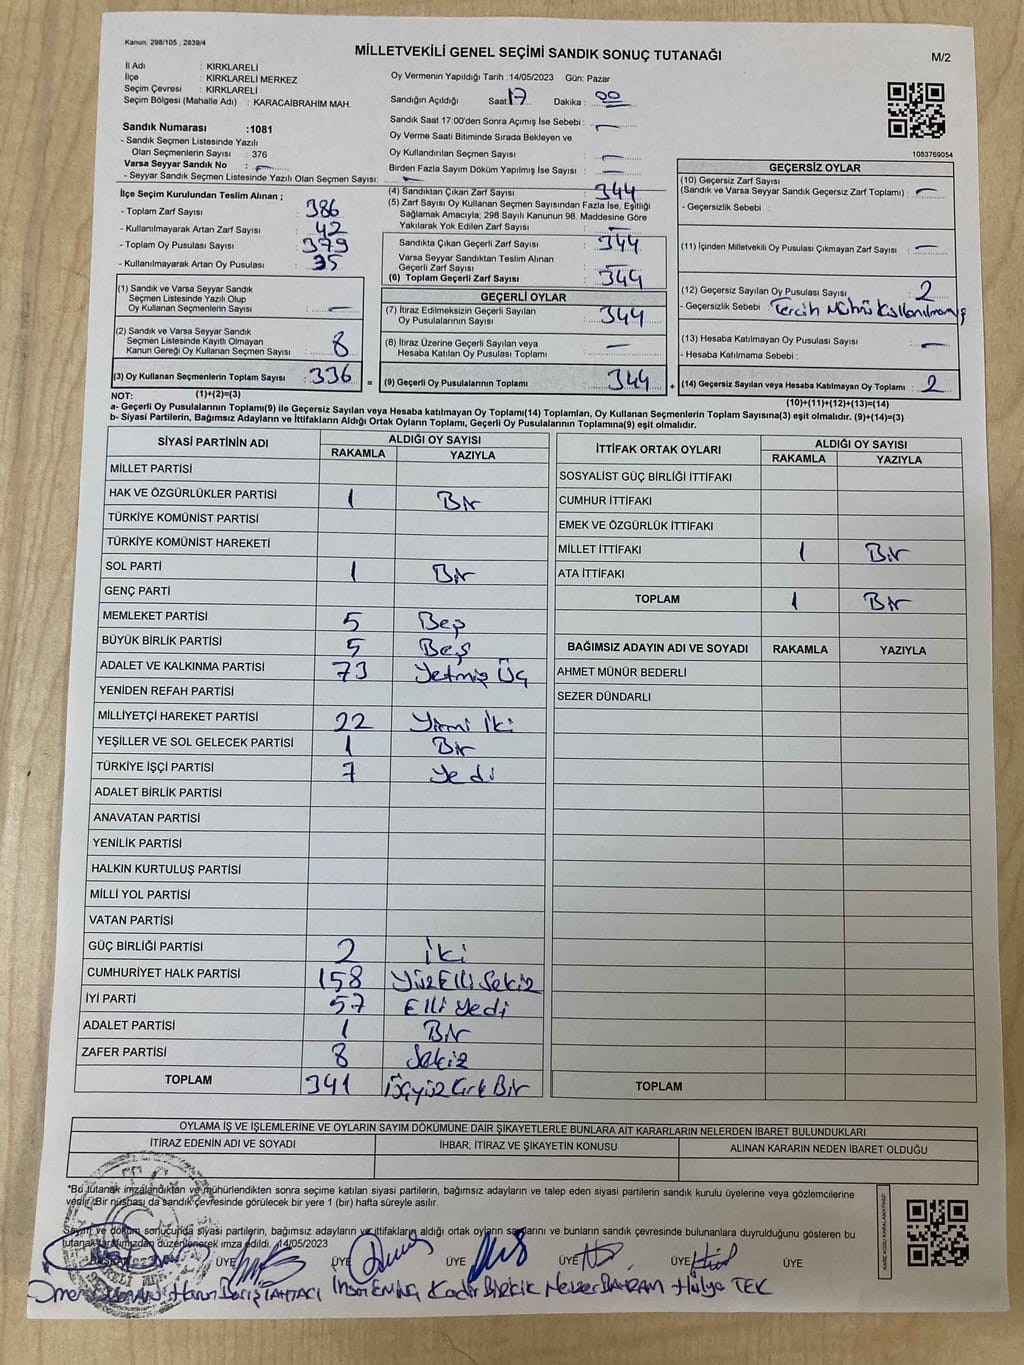 Kanun; 298/105 , 2839/4
MİLLETVEKİLİ GENEL SEÇİMİ SANDIK SONUÇ TUTANAĞI
M/2
İl Adı : KIRKLARELİ
İlçe : KIRKLARELİ MERKEZ
Seçim Çevresi : KIRKLARELİ
Seçim Bölgesi (Mahalle Adı) : KARACAİBRAHİM MAH.
Sandık Numarası :1081
- Sandık Seçmen Listesinde Yazılı
Olan Seçmenlerin Sayısı : 376
Varsa Seyyar Sandık No : -
- Seyyar Sandık Seçmen Listesinde Yazılı Olan Seçmen Sayısı: -
Oy Vermenin Yapıldığı Tarih :14/05/2023 Gün: Pazar
Sandığın Açıldığı Saat: 17 Dakika : 00
Sandık Saat 17:00'den Sonra Açılmış İse Sebebi : -
Oy Verme Saati Bitiminde Sırada Bekleyen ve
Oy Kullandırılan Seçmen Sayısı : -
Birden Fazla Sayım Döküm Yapılmış İse Sayısı : -
1083769054
İlçe Seçim Kurulundan Teslim Alınan ;
- Toplam Zarf Sayısı : 386
- Kullanılmayarak Artan Zarf Sayısı : 42
- Toplam Oy Pusulası Sayısı : 379
- Kullanılmayarak Artan Oy Pusulası : 35
(1) Sandık ve Varsa Seyyar Sandık
Seçmen Listesinde Yazılı Olup
Oy Kullanan Seçmenlerin Sayısı : -
(2) Sandık ve Varsa Seyyar Sandık
Seçmen Listesinde Kayıtlı Olmayan
Kanun Gereği Oy Kullanan Seçmen Sayısı : 8
(3) Oy Kullanan Seçmenlerin Toplam Sayısı : 336
(1)+(2)=(3)
(4) Sandıktan Çıkan Zarf Sayısı : 344
(5) Zarf Sayısı Oy Kullanan Seçmen Sayısından Fazla İse, Eşitliği
Sağlamak Amacıyla; 298 Sayılı Kanunun 98. Maddesine Göre
Yakılarak Yok Edilen Zarf Sayısı : -
Sandıkta Çıkan Geçerli Zarf Sayısı : 344
Varsa Seyyar Sandıktan Teslim Alınan
Geçerli Zarf Sayısı : -
(6) Toplam Geçerli Zarf Sayısı : 344
GEÇERLİ OYLAR
(7) İtiraz Edilmeksizin Geçerli Sayılan
Oy Pusulalarının Sayısı : 344
(8) İtiraz Üzerine Geçerli Sayılan veya
Hesaba Katılan Oy Pusulası Toplamı : -
= (9) Geçerli Oy Pusulalarının Toplamı : 344 +
GEÇERSİZ OYLAR
(10) Geçersiz Zarf Sayısı
(Sandık ve Varsa Seyyar Sandık Geçersiz Zarf Toplamı) : -
- Geçersizlik Sebebi :
(11) İçinden Milletvekili Oy Pusulası Çıkmayan Zarf Sayısı : -
(12) Geçersiz Sayılan Oy Pusulası Sayısı : 2
- Geçersizlik Sebebi : Tercih Mührü Kullanılmamış
(13) Hesaba Katılmayan Oy Pusulası Sayısı : -
- Hesaba Katılmama Sebebi :
(14) Geçersiz Sayılan veya Hesaba Katılmayan Oy Toplamı : 2
(10)+(11)+(12)+(13)=(14)
NOT:
a- Geçerli Oy Pusulalarının Toplamı(9) ile Geçersiz Sayılan veya Hesaba katılmayan Oy Toplamı(14) Toplamları, Oy Kullanan Seçmenlerin Toplam Sayısına(3) eşit olmalıdır. (9)+(14)=(3)
b- Siyasi Partilerin, Bağımsız Adayların ve İttifakların Aldığı Ortak Oyların Toplamı, Geçerli Oy Pusulalarının Toplamına(9) eşit olmalıdır.
SİYASİ PARTİNİN ADI ALDIĞI OY SAYISI
RAKAMLA YAZIYLA
MİLLET PARTİSİ
HAK VE ÖZGÜRLÜKLER PARTİSİ 1 Bir
TÜRKİYE KOMÜNİST PARTİSİ
TÜRKİYE KOMÜNİST HAREKETİ
SOL PARTİ 1 Bir
GENÇ PARTİ
MEMLEKET PARTİSİ 5 Beş
BÜYÜK BİRLİK PARTİSİ 5 Beş
ADALET VE KALKINMA PARTİSİ 73 Yetmiş Üç
YENİDEN REFAH PARTİSİ
MİLLİYETÇİ HAREKET PARTİSİ 22 Yirmi İki
YEŞİLLER VE SOL GELECEK PARTİSİ 1 Bir
TÜRKİYE İŞÇİ PARTİSİ 7 Yedi
ADALET BİRLİK PARTİSİ
ANAVATAN PARTİSİ
YENİLİK PARTİSİ
HALKIN KURTULUŞ PARTİSİ
MİLLİ YOL PARTİSİ
VATAN PARTİSİ
GÜÇ BİRLİĞİ PARTİSİ 2 İki
CUMHURİYET HALK PARTİSİ 158 Yüz Elli Sekiz
İYİ PARTİ 57 Elli Yedi
ADALET PARTİSİ 1 Bir
ZAFER PARTİSİ 8 Sekiz
TOPLAM 341 Üçyüz Kırk Bir
İTTİFAK ORTAK OYLARI ALDIĞI OY SAYISI
RAKAMLA YAZIYLA
SOSYALİST GÜÇ BİRLİĞİ İTTİFAKI
CUMHUR İTTİFAKI
EMEK VE ÖZGÜRLÜK İTTİFAKI
MİLLET İTTİFAKI 1 Bir
ATA İTTİFAKI
TOPLAM 1 Bir
BAĞIMSIZ ADAYIN ADI VE SOYADI RAKAMLA YAZIYLA
AHMET MÜNÜR BEDERLİ
SEZER DÜNDARLI
TOPLAM
OYLAMA İŞ VE İŞLEMLERİNE VE OYLARIN SAYIM DÖKÜMÜNE DAİR ŞİKAYETLERLE BUNLARA AİT KARARLARIN NELERDEN İBARET BULUNDUKLARI
İTİRAZ EDENİN ADI VE SOYADI İHBAR, İTİRAZ VE ŞİKAYETİN KONUSU ALINAN KARARIN NEDEN İBARET OLDUĞU
"Bu tutanak imzalandıktan ve mühürlendikten sonra seçime katılan siyasi partilerin, bağımsız adayların ve talep eden siyasi partilerin sandık kurulu üyelerine veya gözlemcilerine
verilir. Bir nüshası da sandık çevresinde görülecek bir yere 1 (bir) hafta süreyle asılır.
Sayım ve döküm sonucunda siyasi partilerin, bağımsız adayların ve ittifakların aldığı ortak oyların sayılarını ve bunların sandık çevresinde bulunanlara duyrulduğunu gösteren bu
tutanak tarafımızdan düzenlenerek imza edildi. 14/05/2023
ÜYE ÜYE ÜYE ÜYE ÜYE ÜYE
Ömer Harun Barış Kadir Birkik Nevzer BAYRAM Hülya TEK